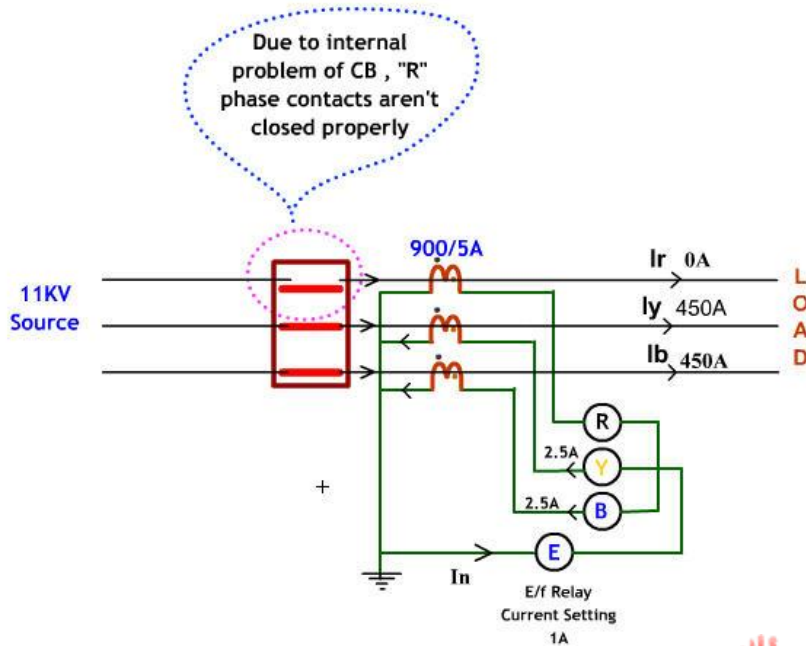 Due to internal
problem of CB , "R"
phase contacts aren't
closed properly
900/5A
Ir 0A
11KV
Source
Iy 450A
Ib 450A
L
O
A
D
R
2.5A
Y
2.5A
B
+
E
In
E/f Relay
Current Setting
1A